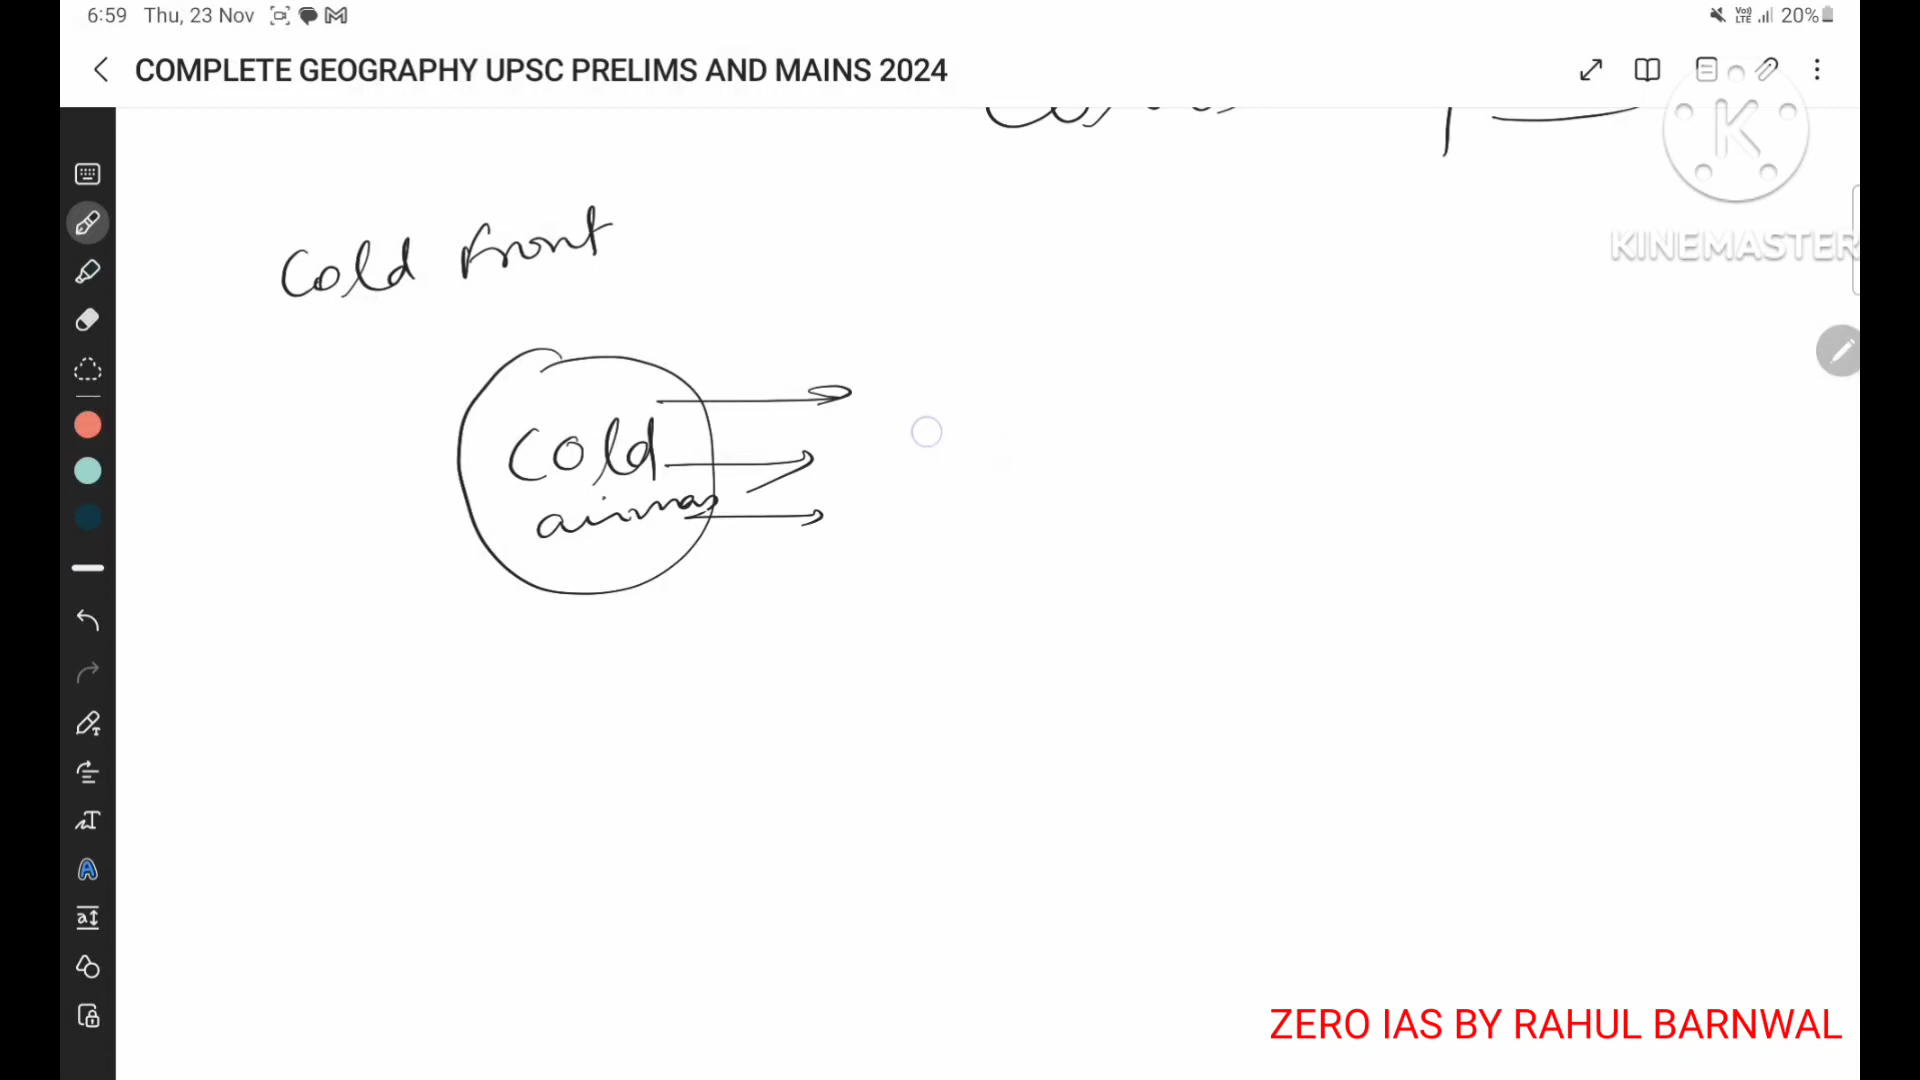 6:59 Thu, 23 Nov 20%
COMPLETE GEOGRAPHY UPSC PRELIMS AND MAINS 2024
K
KINEMASTER
Cold front
Cold
airmas
ZERO IAS BY RAHUL BARNWAL